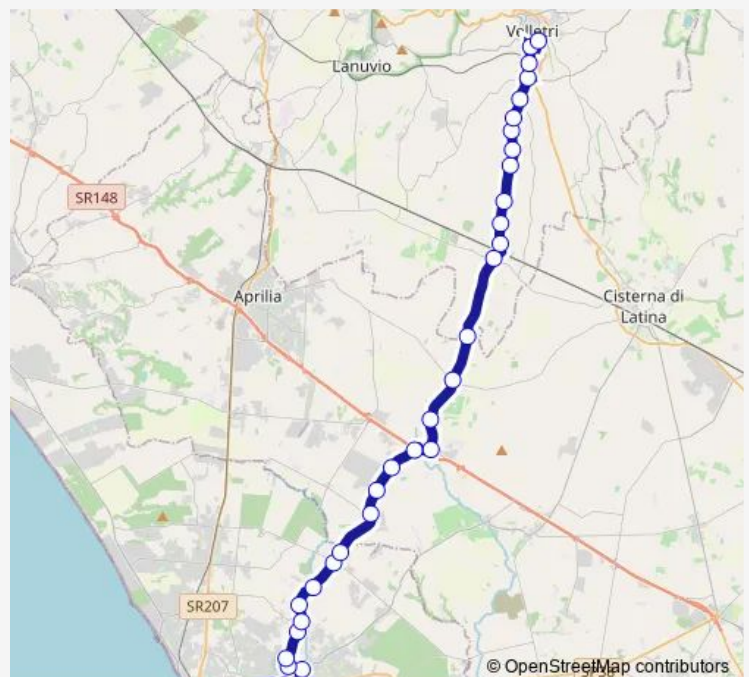 Velletri
Lanuvio
SR148
Aprilia
Cisterna di
Latina
SR207
© OpenStreetMap contributors